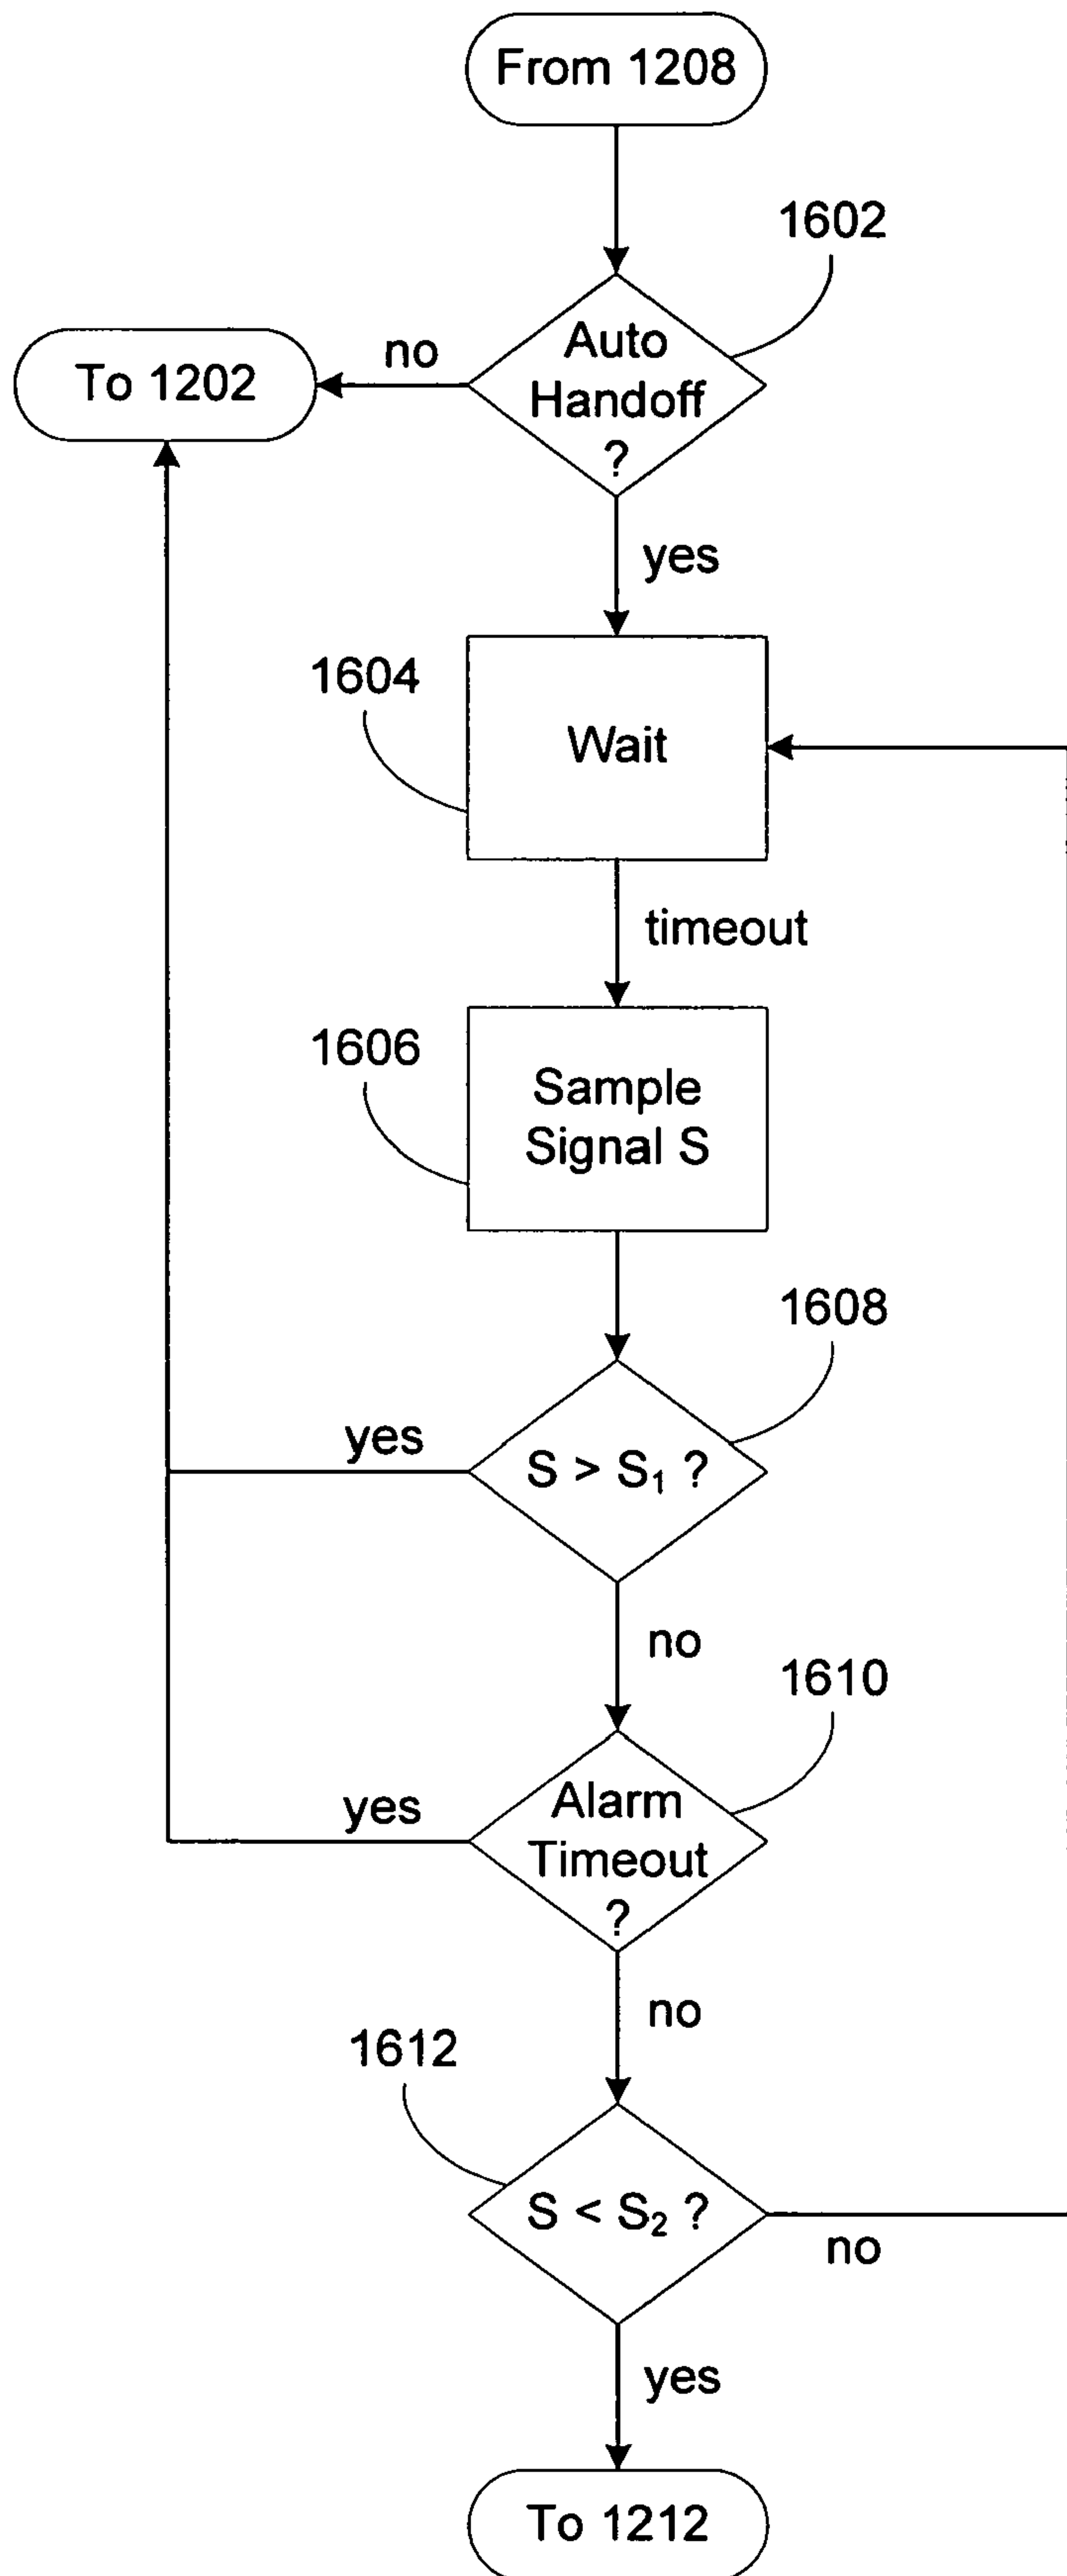 From 1208
1602
Auto
Handoff
?
no
To 1202
yes
1604
Wait
timeout
1606
Sample
Signal S
1608
yes
S > S₁ ?
no
1610
yes
Alarm
Timeout
?
no
1612
S < S₂ ?
no
yes
To 1212